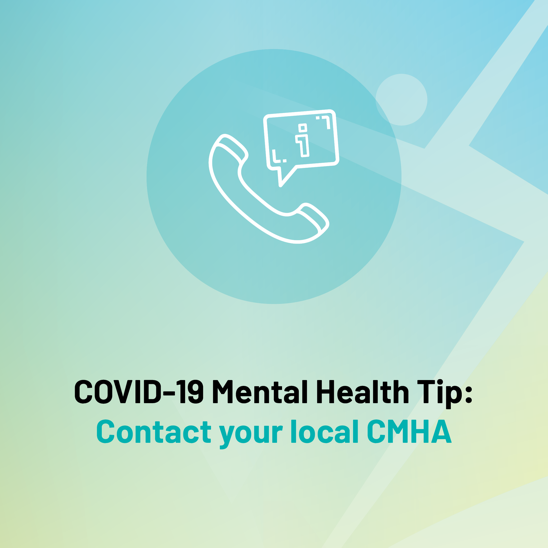 i
COVID-19 Mental Health Tip:
Contact your local CMHA